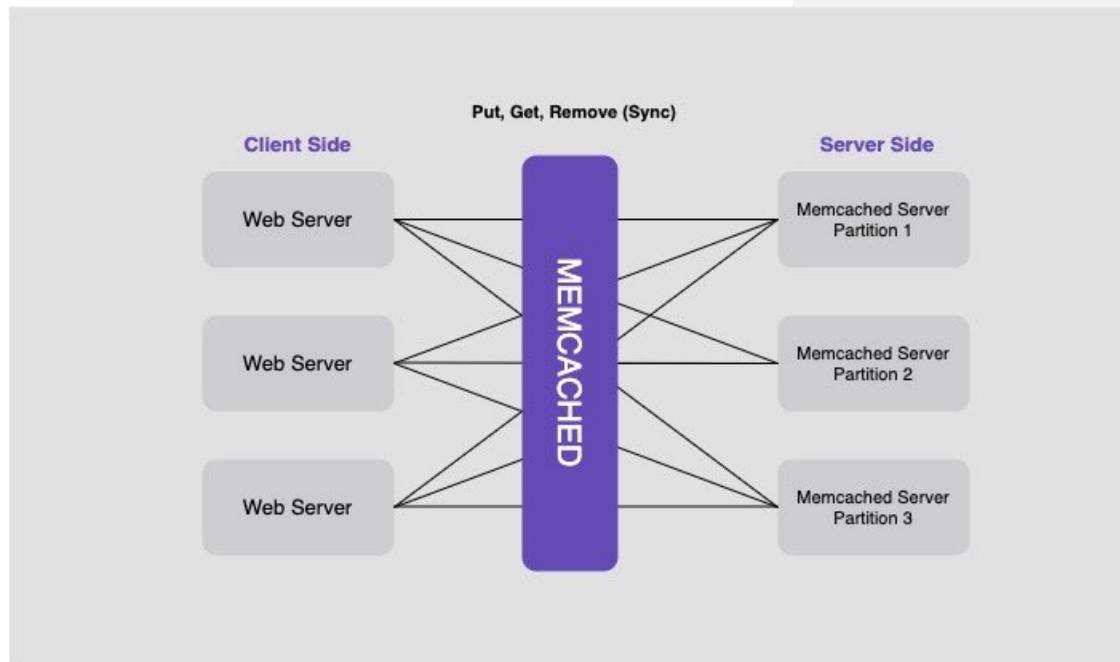 Put, Get, Remove (Sync)
Client Side
Server Side
Web Server
Memcached Server
Partition 1
Web Server
MEMCACHED
Memcached Server
Partition 2
Web Server
Memcached Server
Partition 3